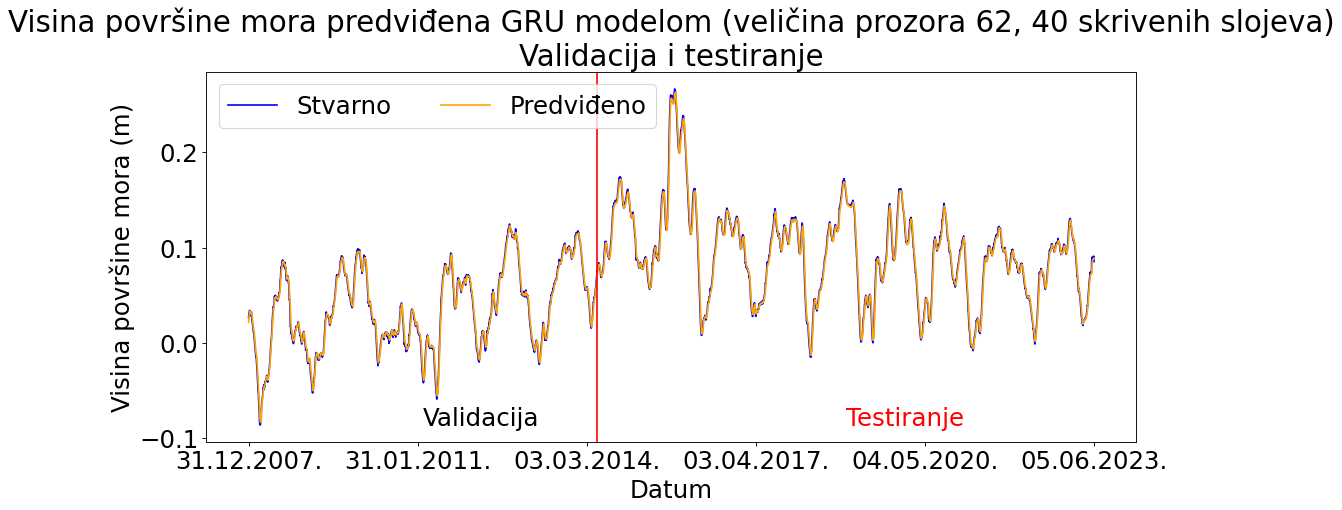 Visina površine mora predviđena GRU modelom (veličina prozora 62, 40 skrivenih slojeva)
Validacija i testiranje
Stvarno
Predviđeno
Visina površine mora (m)
0.2
0.1
0.0
−0.1
Validacija
Testiranje
31.12.2007. 31.01.2011. 03.03.2014. 03.04.2017. 04.05.2020. 05.06.2023.
Datum